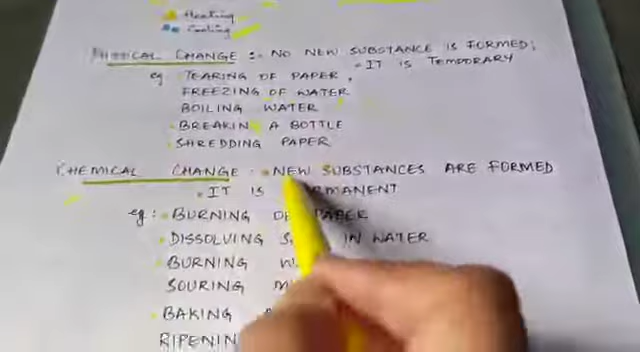 Heating
Cooling
PHYSICAL CHANGE :- NO NEW SUBSTANCE IS FORMED;
IT IS TEMPORARY
eg. TEARING OF PAPER,
FREEZING OF WATER
BOILING WATER
BREAKING A BOTTLE
SHREDDING PAPER
CHEMICAL CHANGE : NEW SUBSTANCES ARE FORMED
IT IS RMANENT
eg: BURNING OF PAPER
DISSOLVING S IN WATER
BURNING W
SOURING M
BAKING
RIPENIN